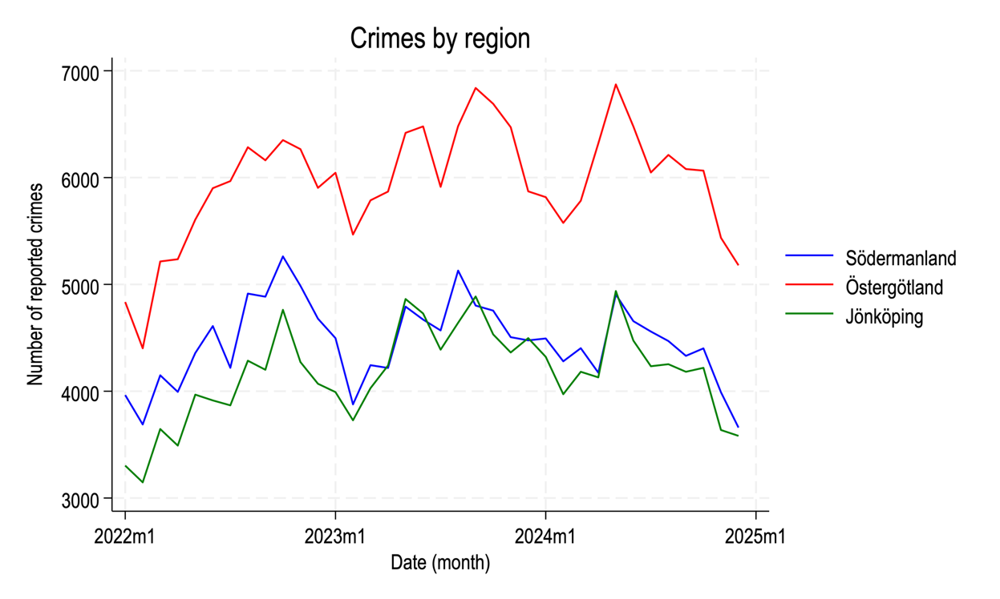 Crimes by region
Number of reported crimes
7000
6000
5000
4000
3000
2022m1
2023m1
2024m1
2025m1
Date (month)
Södermanland
Östergötland
Jönköping